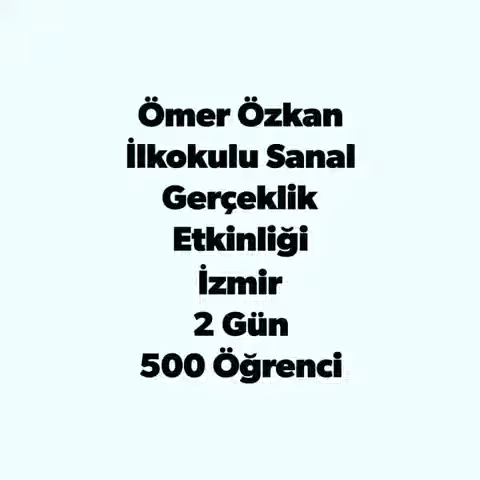 Ömer Özkan
İlkokulu Sanal
Gerçeklik
Etkinliği
İzmir
2 Gün
500 Öğrenci